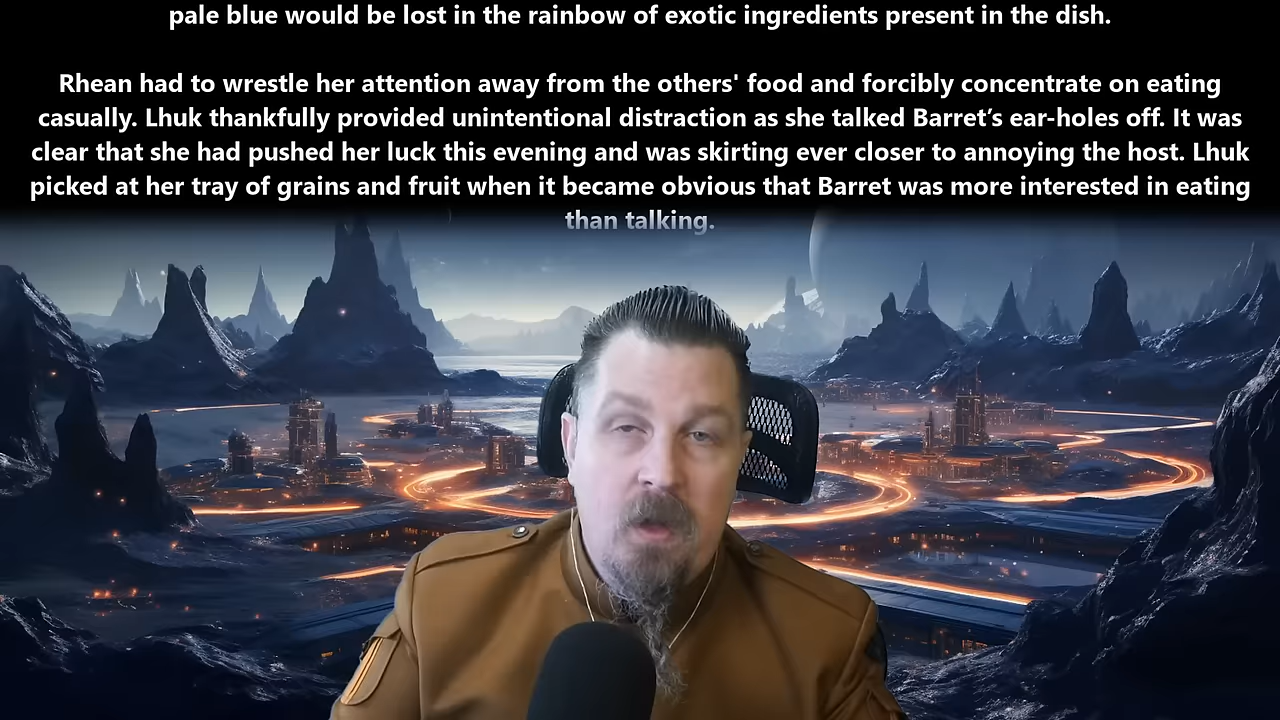 pale blue would be lost in the rainbow of exotic ingredients present in the dish.
Rhean had to wrestle her attention away from the others' food and forcibly concentrate on eating
casually. Lhuk thankfully provided unintentional distraction as she talked Barret’s ear-holes off. It was
clear that she had pushed her luck this evening and was skirting ever closer to annoying the host. Lhuk
picked at her tray of grains and fruit when it became obvious that Barret was more interested in eating
than talking.